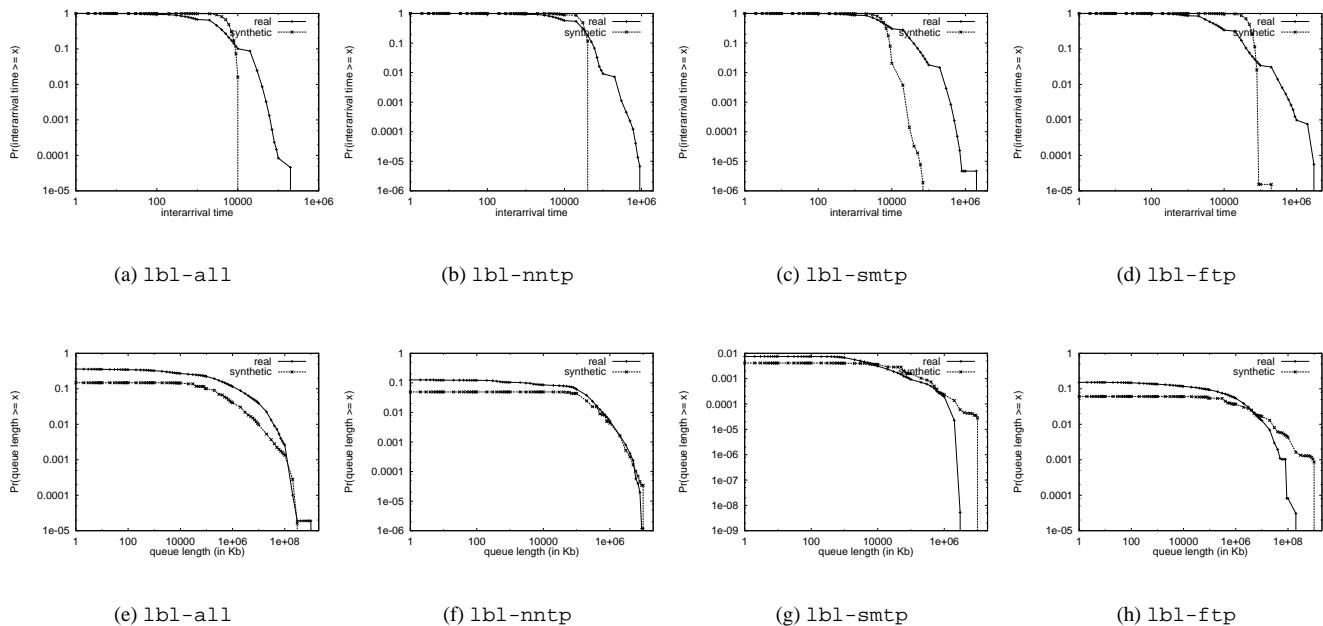 Pr(interarrival time >= x)
1
0.1
0.01
0.001
0.0001
1e-05
1 100 10000 1e+06
interarrival time
real
synthetic
(a) lbl-all
Pr(interarrival time >= x)
1
0.1
0.01
0.001
0.0001
1e-05
1e-06
1 100 10000 1e+06
interarrival time
real
synthetic
(b) lbl-nntp
Pr(interarrival time >= x)
1
0.1
0.01
0.001
0.0001
1e-05
1e-06
1 100 10000 1e+06
interarrival time
real
synthetic
(c) lbl-smtp
Pr(interarrival time >= x)
1
0.1
0.01
0.001
0.0001
1e-05
1 100 10000 1e+06
interarrival time
real
synthetic
(d) lbl-ftp
Pr(queue length >= x)
1
0.1
0.01
0.001
0.0001
1e-05
1 100 10000 1e+06 1e+08
queue length (in Kb)
real
synthetic
(e) lbl-all
Pr(queue length >= x)
1
0.1
0.01
0.001
0.0001
1e-05
1e-06
1 100 10000 1e+06
queue length (in Kb)
real
synthetic
(f) lbl-nntp
Pr(queue length >= x)
0.01
0.001
0.0001
1e-05
1e-06
1e-07
1e-08
1e-09
1 100 10000 1e+06
queue length (in Kb)
real
synthetic
(g) lbl-smtp
Pr(queue length >= x)
1
0.1
0.01
0.001
0.0001
1e-05
1 100 10000 1e+06 1e+08
queue length (in Kb)
real
synthetic
(h) lbl-ftp